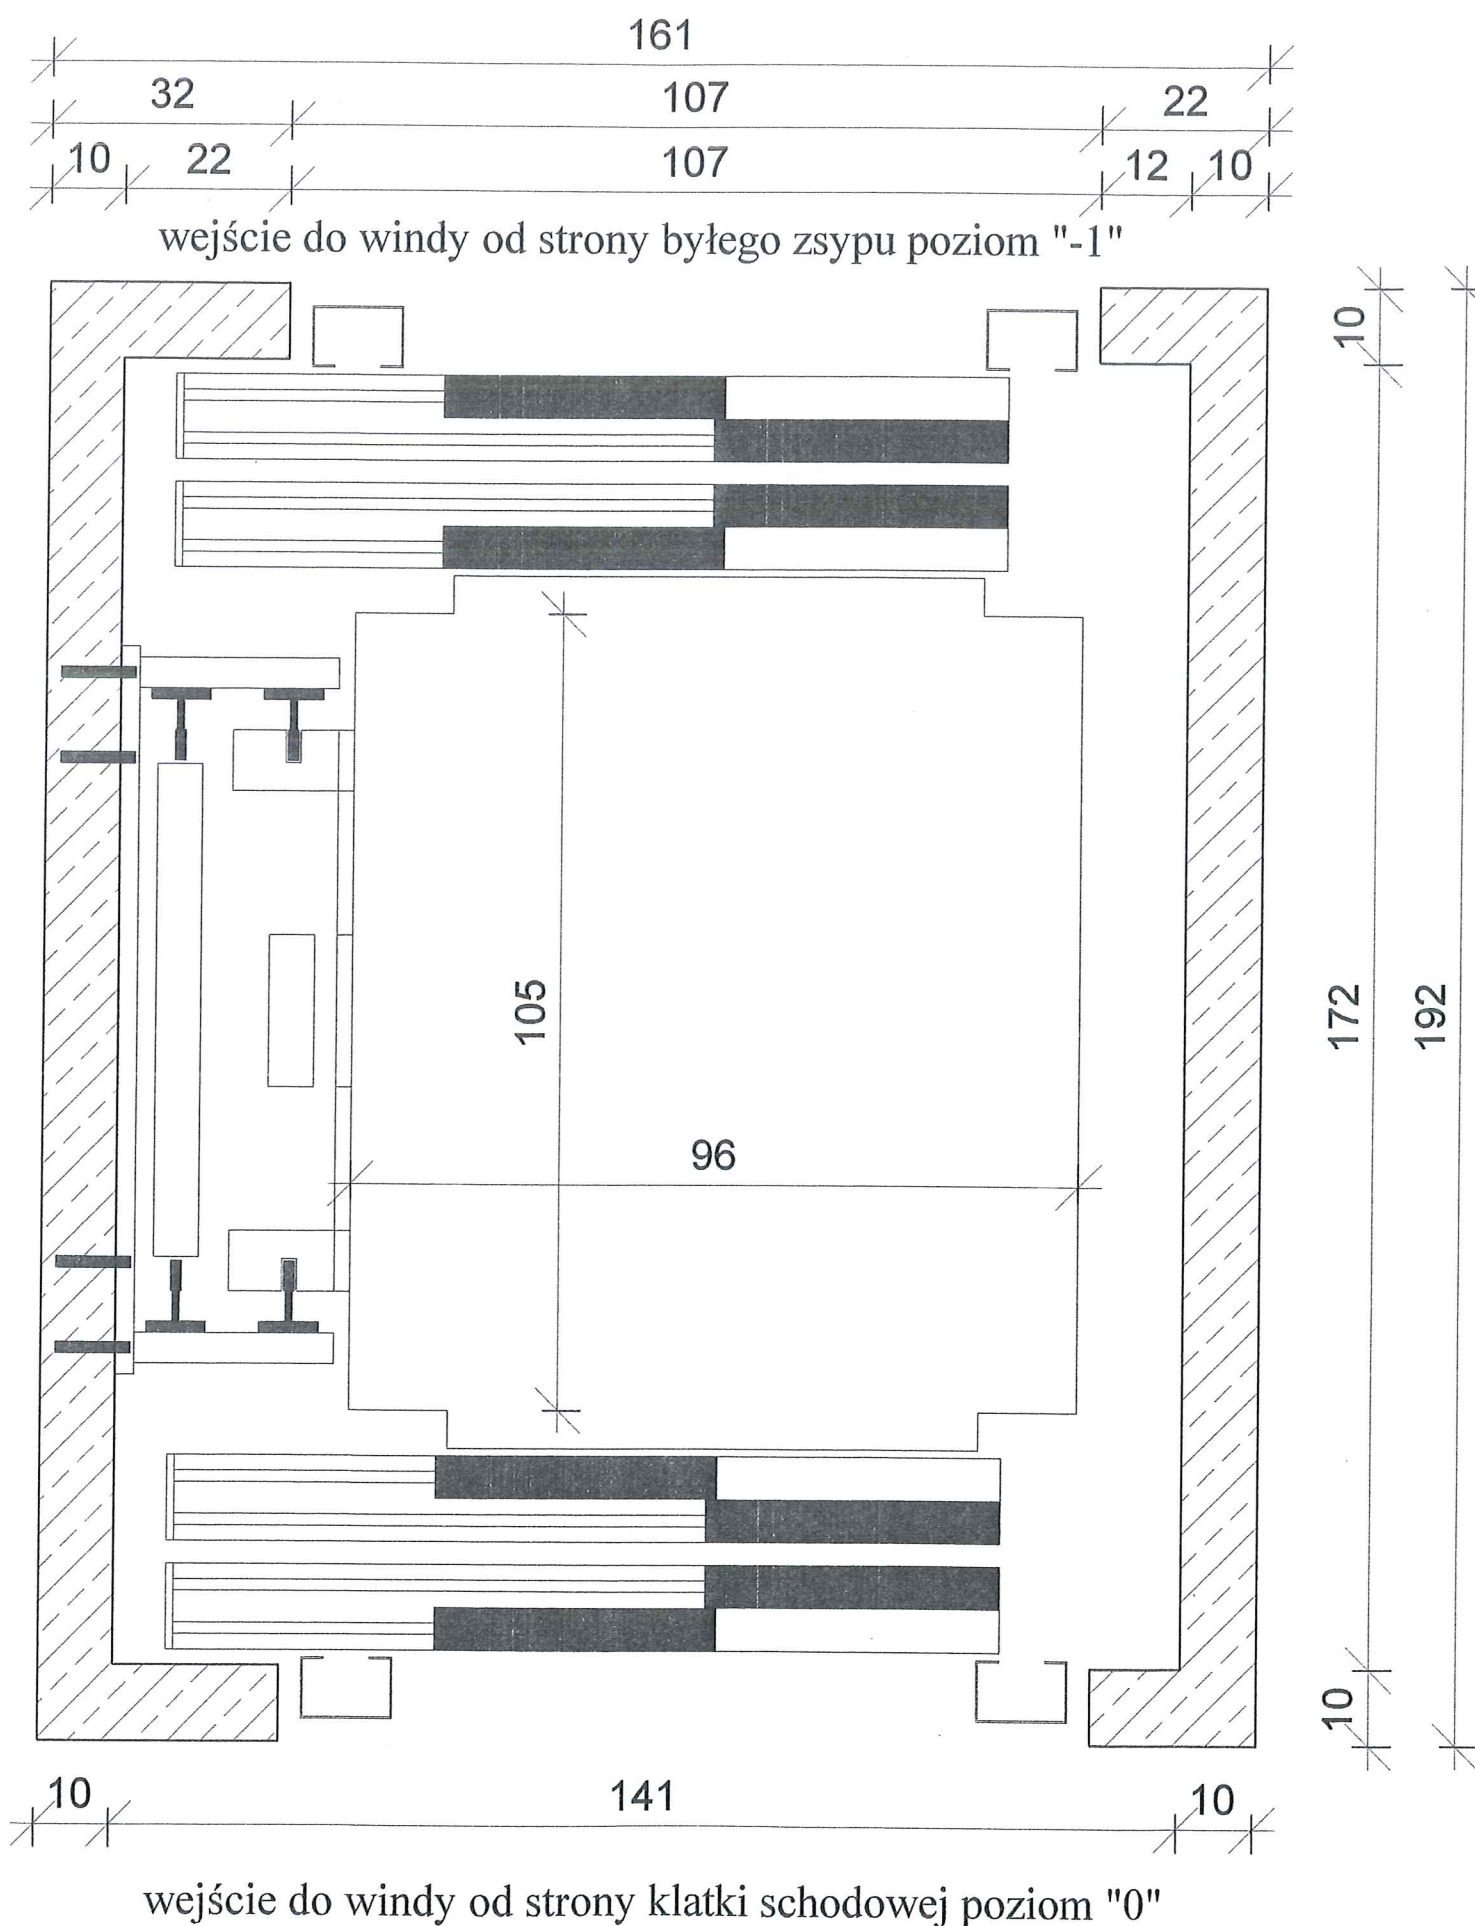 161
32 107 22
10 22 107 12 10
wejście do windy od strony byłego zsypu poziom "-1"
10
105
172
192
96
10
10 141 10
wejście do windy od strony klatki schodowej poziom "0"